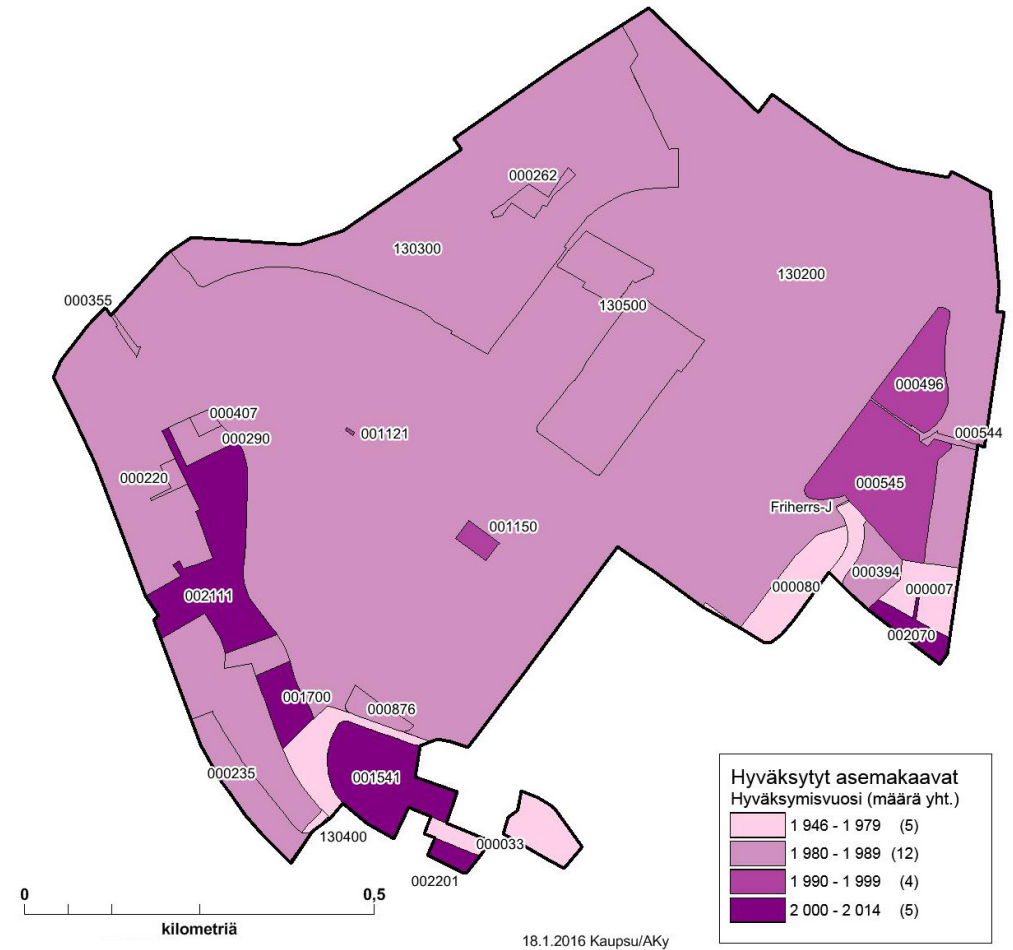 000262
130300
130200
000355
130500
000496
000407
000290
001121
000544
000220
000545
Friherrs-J
001150
000394
000080
000007
002111
002070
001700
000876
000235
001541
130400
000033
002201
0 0,5
kilometriä
18.1.2016 Kaupsu/AKy
Hyväksytyt asemakaavat
Hyväksymisvuosi (määrä yht.)
1 946 - 1 979 (5)
1 980 - 1 989 (12)
1 990 - 1 999 (4)
2 000 - 2 014 (5)